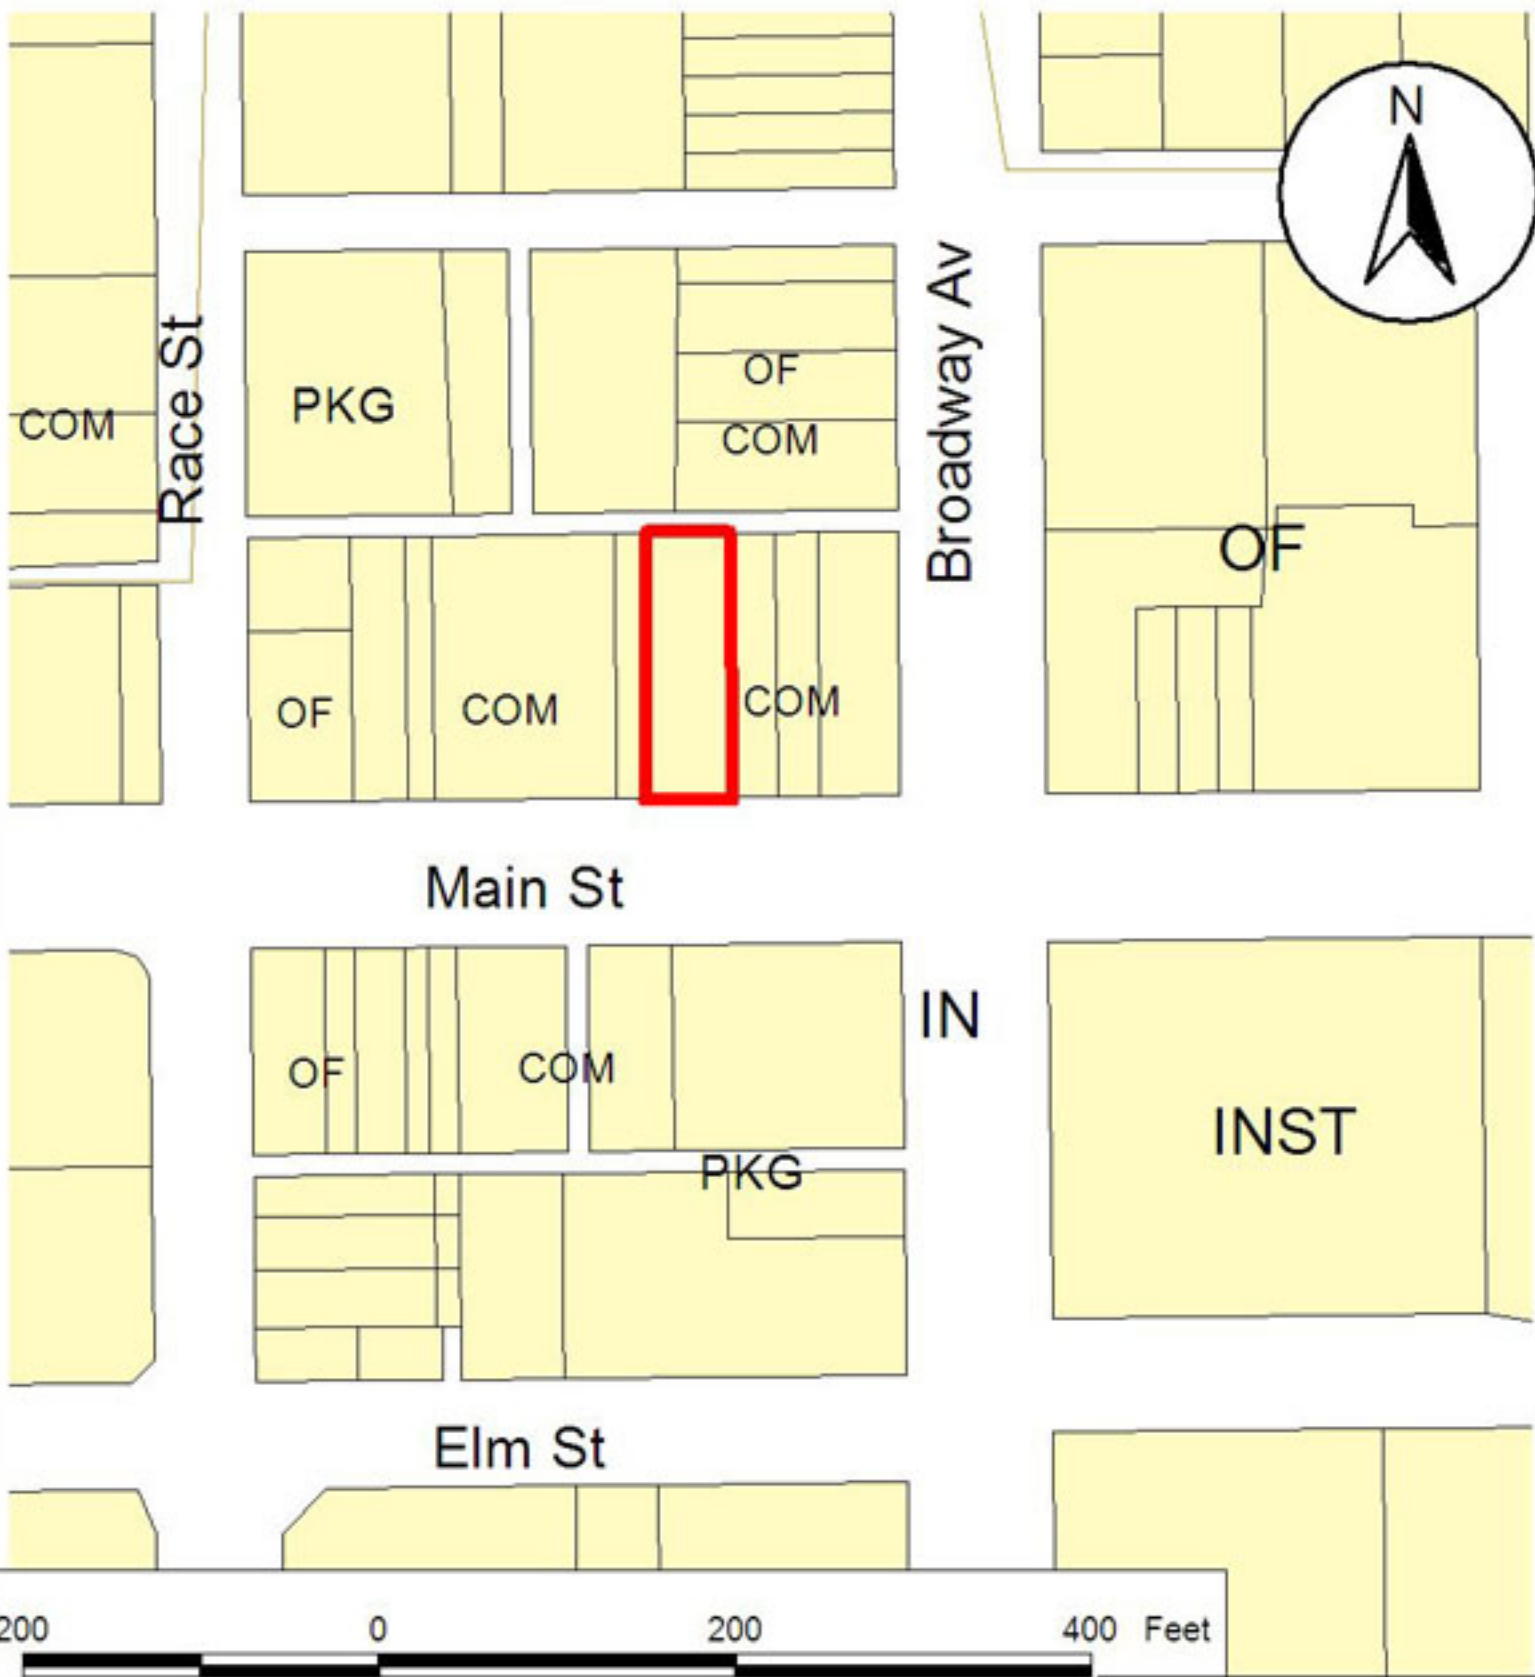 N
Race St
Broadway Av
PKG
OF
COM
COM
OF
OF
COM
COM
Main St
IN
OF
COM
INST
PKG
Elm St
200 0 200 400 Feet